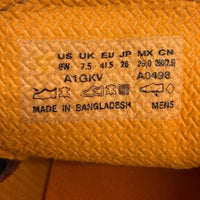 US UK EU JP MX CN
8W 7.5 41.5 26 26,0 260(2.5)
A1GKV A0498
MADE IN BANGLADESH MENS